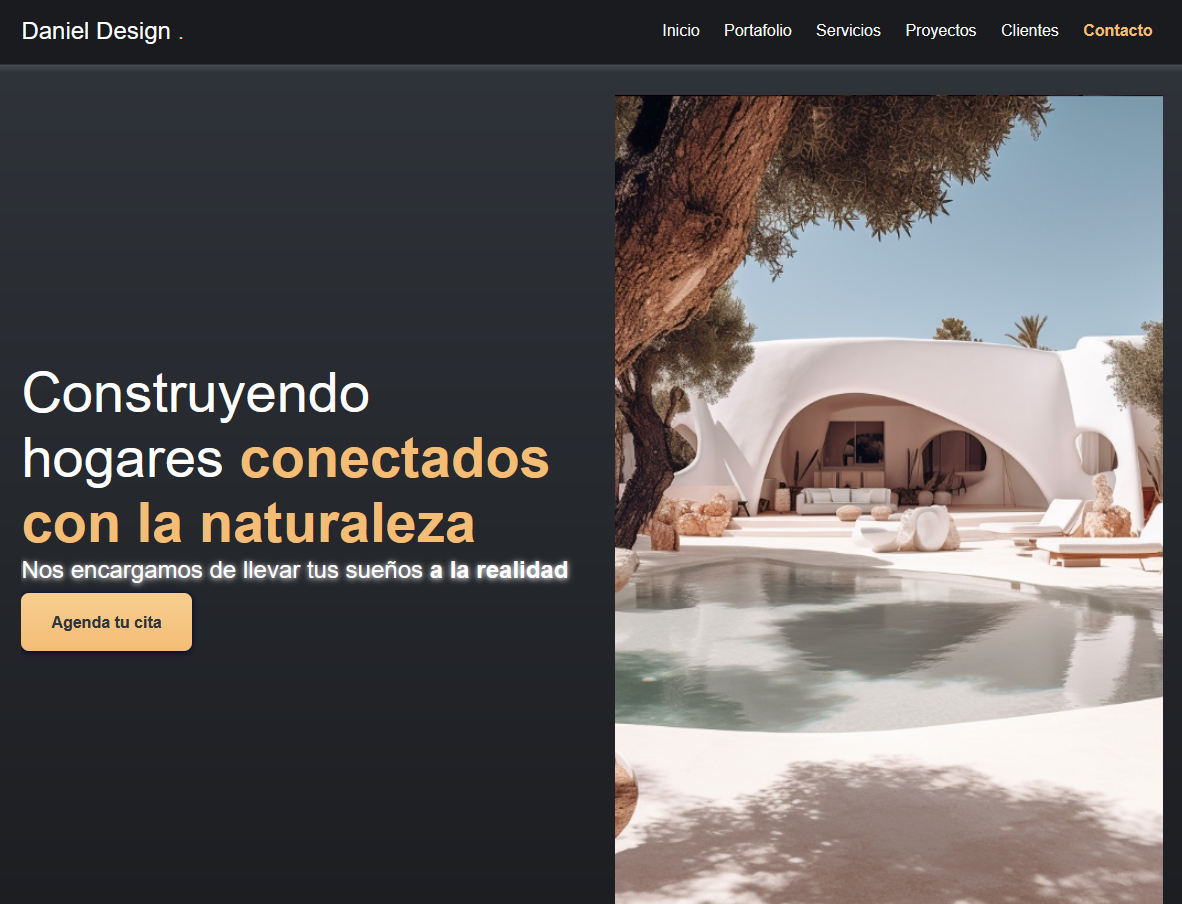 Daniel Design .
Inicio Portafolio Servicios Proyectos Clientes Contacto
Construyendo
hogares conectados
con la naturaleza
Nos encargamos de llevar tus sueños a la realidad
Agenda tu cita